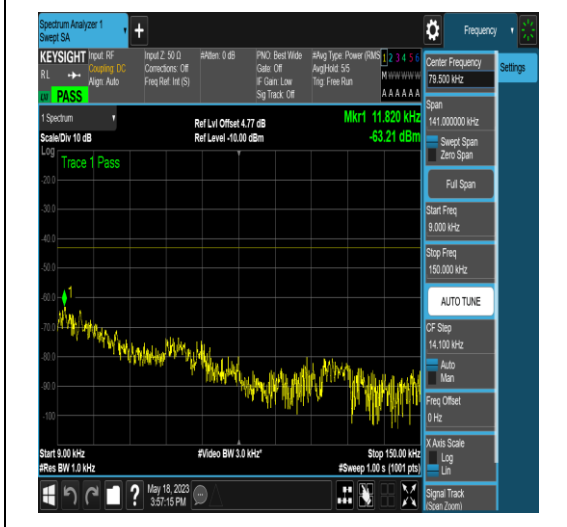 Spectrum Analyzer 1
Swept SA
Frequency
KEYSIGHT
Input: RF
Coupling: DC
Align: Auto
Input Z: 50 Ω
Corrections: Off
Freq Ref: Int (S)
#Atten: 0 dB
PNO: Best Wide
Gate: Off
IF Gain: Low
Sig Track: Off
#Avg Type: Power (RMS
Avg|Hold: 5/5
Trig: Free Run
1 2 3 4 5 6
M W W W W W
A A A A A A
R L
PASS
1 Spectrum
Scale/Div 10 dB
Ref Lvl Offset 4.77 dB
Ref Level -10.00 dBm
Mkr1 11.820 kHz
-63.21 dBm
Log
Trace 1 Pass
-20.0
-30.0
-40.0
-50.0
-60.0
-70.0
-80.0
-90.0
-100
1
Start 9.00 kHz
#Res BW 1.0 kHz
#Video BW 3.0 kHz*
Stop 150.00 kHz
#Sweep 1.00 s (1001 pts)
May 18, 2023
3:57:15 PM
?
Settings
Center Frequency
79.500 kHz
Span
141.000000 kHz
Swept Span
Zero Span
Full Span
Start Freq
9.000 kHz
Stop Freq
150.000 kHz
AUTO TUNE
CF Step
14.100 kHz
Auto
Man
Freq Offset
0 Hz
X Axis Scale
Log
Lin
Signal Track
(Span Zoom)